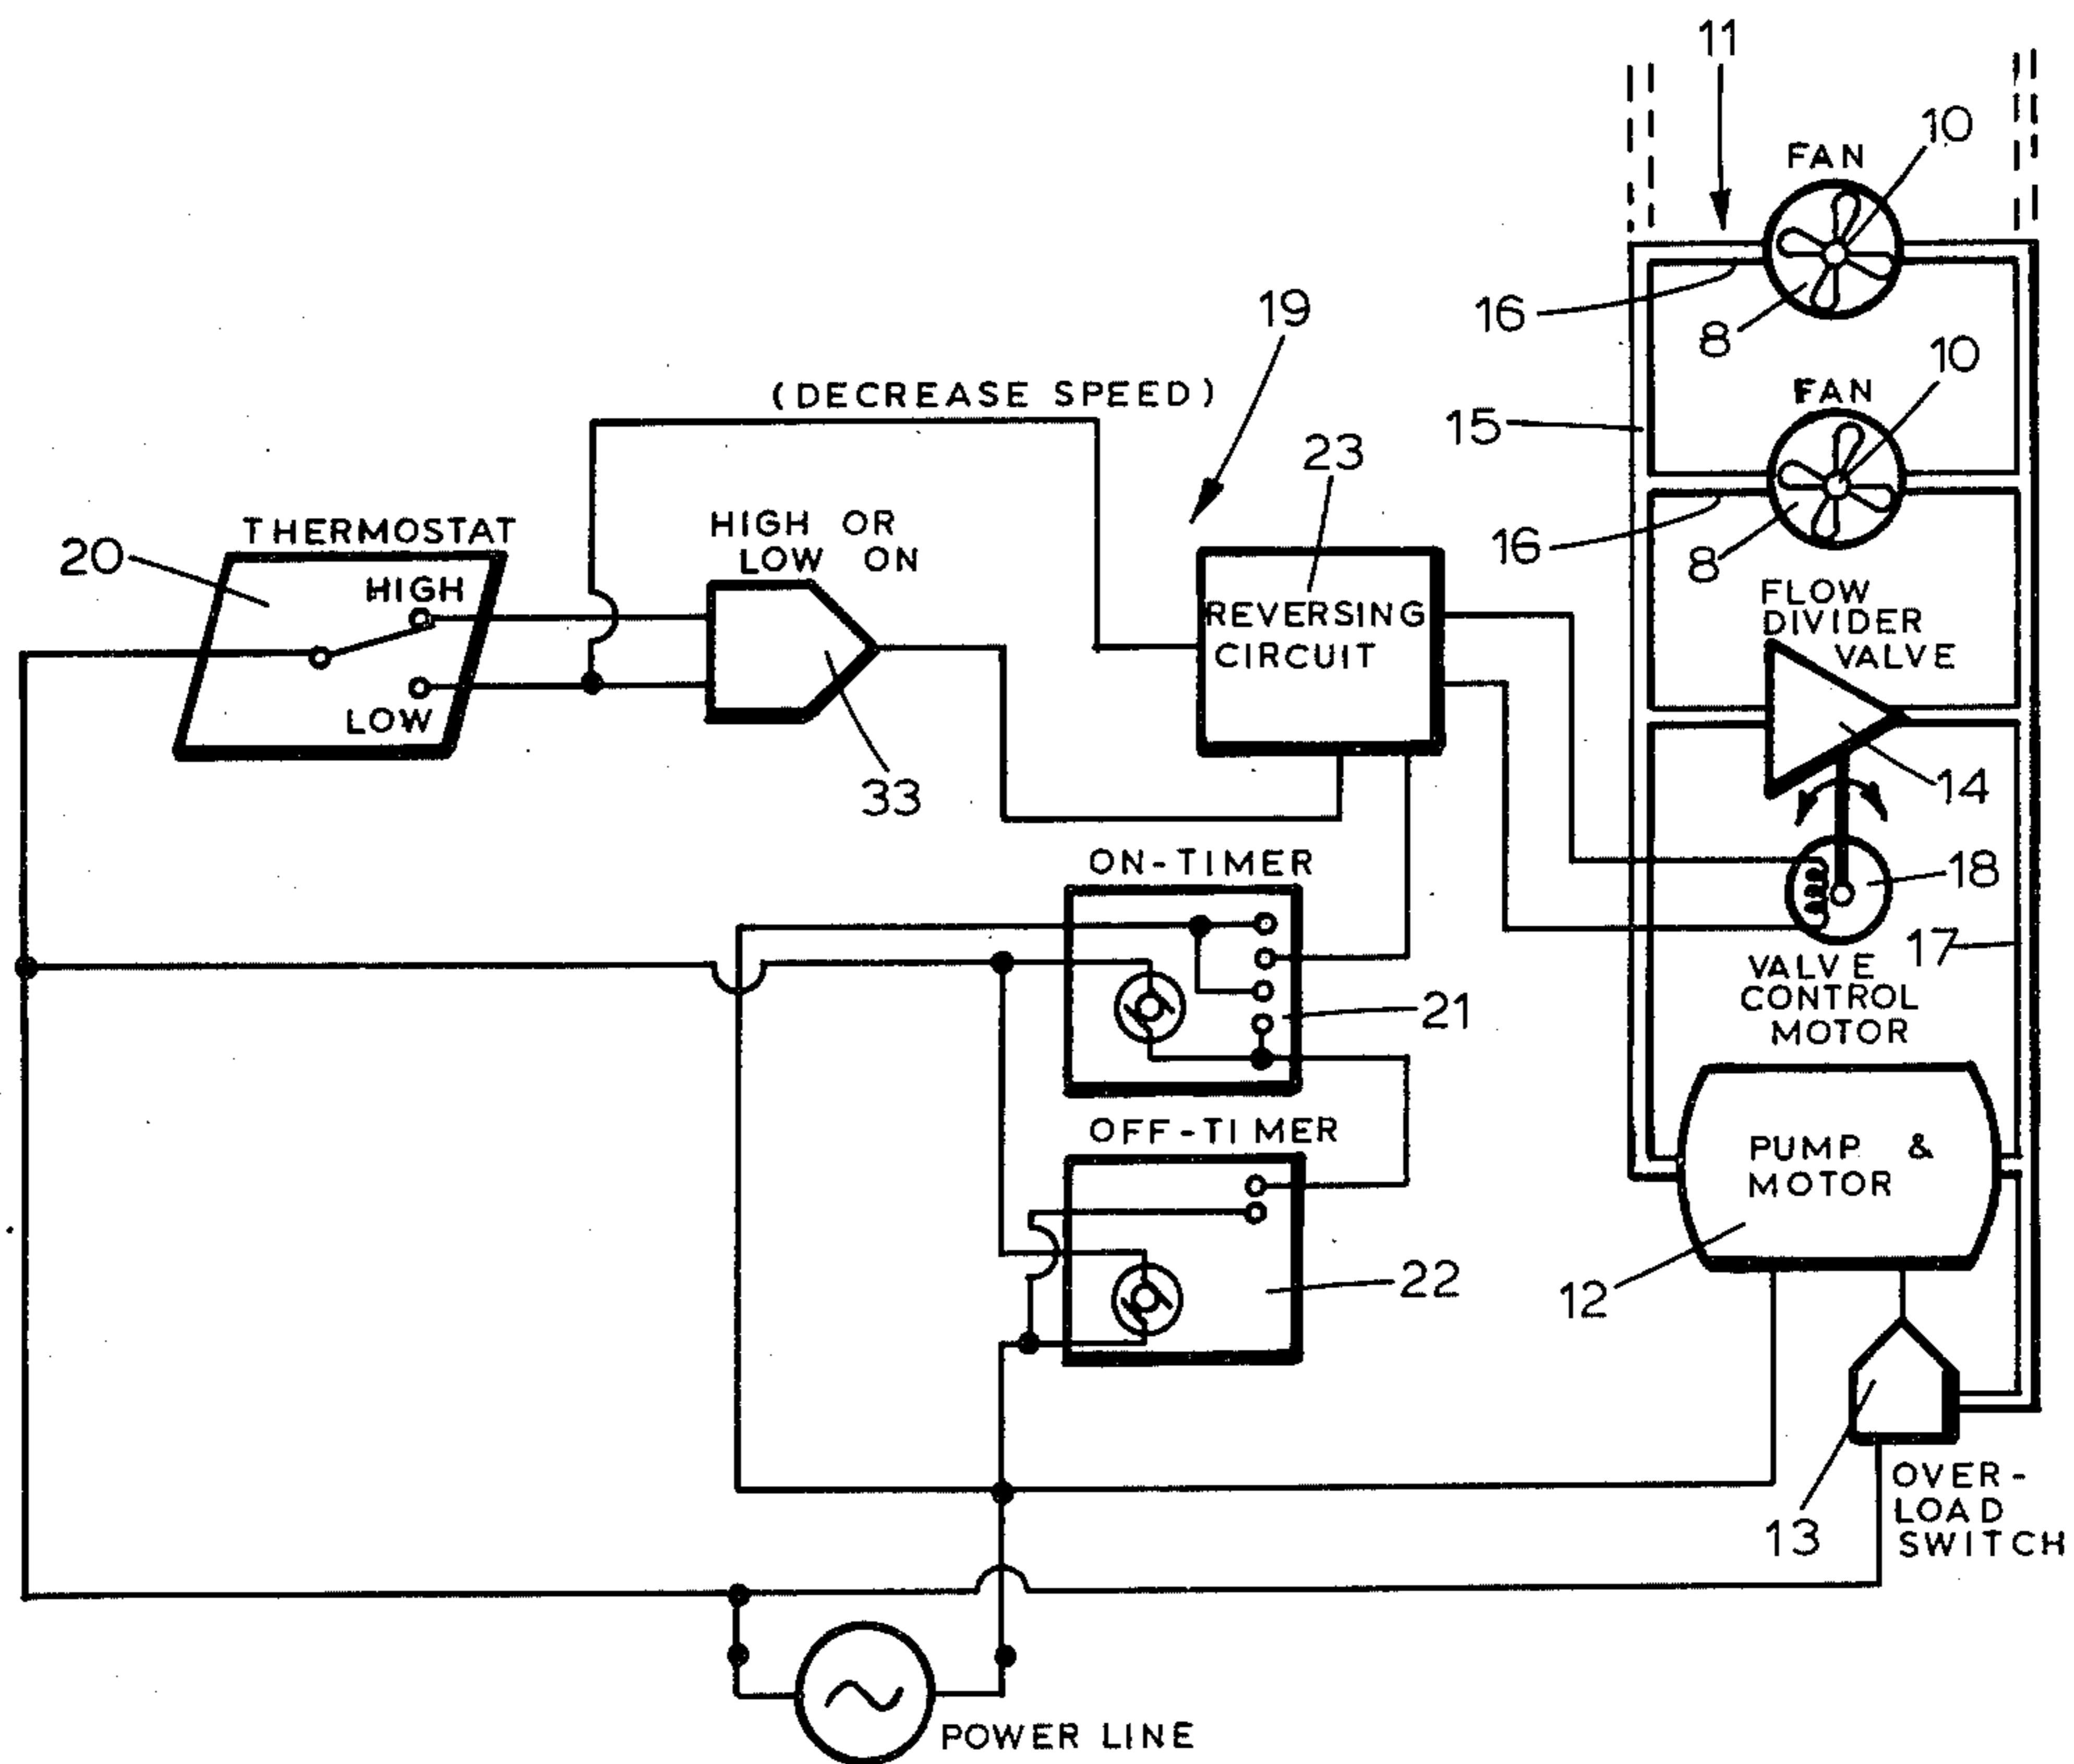 11
10
FAN
16
8
10
FAN
19
(DECREASE SPEED)
15
23
THERMOSTAT
HIGH OR
LOW ON
20
HIGH
16
8
FLOW
DIVIDER
VALVE
REVERSING
CIRCUIT
LOW
33
14
ON-TIMER
18
17
VALVE
CONTROL
MOTOR
21
OFF-TIMER
PUMP &
MOTOR
22
12
OVER-
LOAD
SWITCH
13
POWER LINE